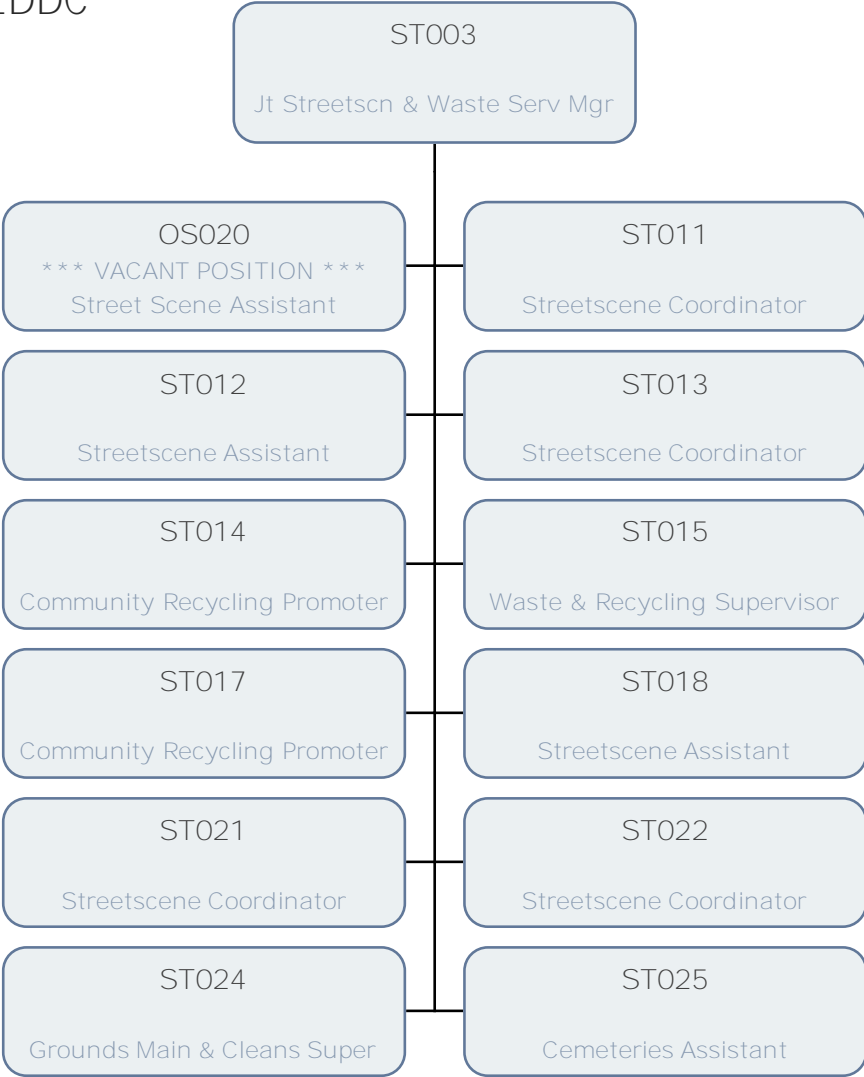 ST003
Jt Streetscn & Waste Serv Mgr
OS020
*** VACANT POSITION ***
Street Scene Assistant
ST011
Streetscene Coordinator
ST012
Streetscene Assistant
ST013
Streetscene Coordinator
ST014
Community Recycling Promoter
ST015
Waste & Recycling Supervisor
ST017
Community Recycling Promoter
ST018
Streetscene Assistant
ST021
Streetscene Coordinator
ST022
Streetscene Coordinator
ST024
Grounds Main & Cleans Super
ST025
Cemeteries Assistant